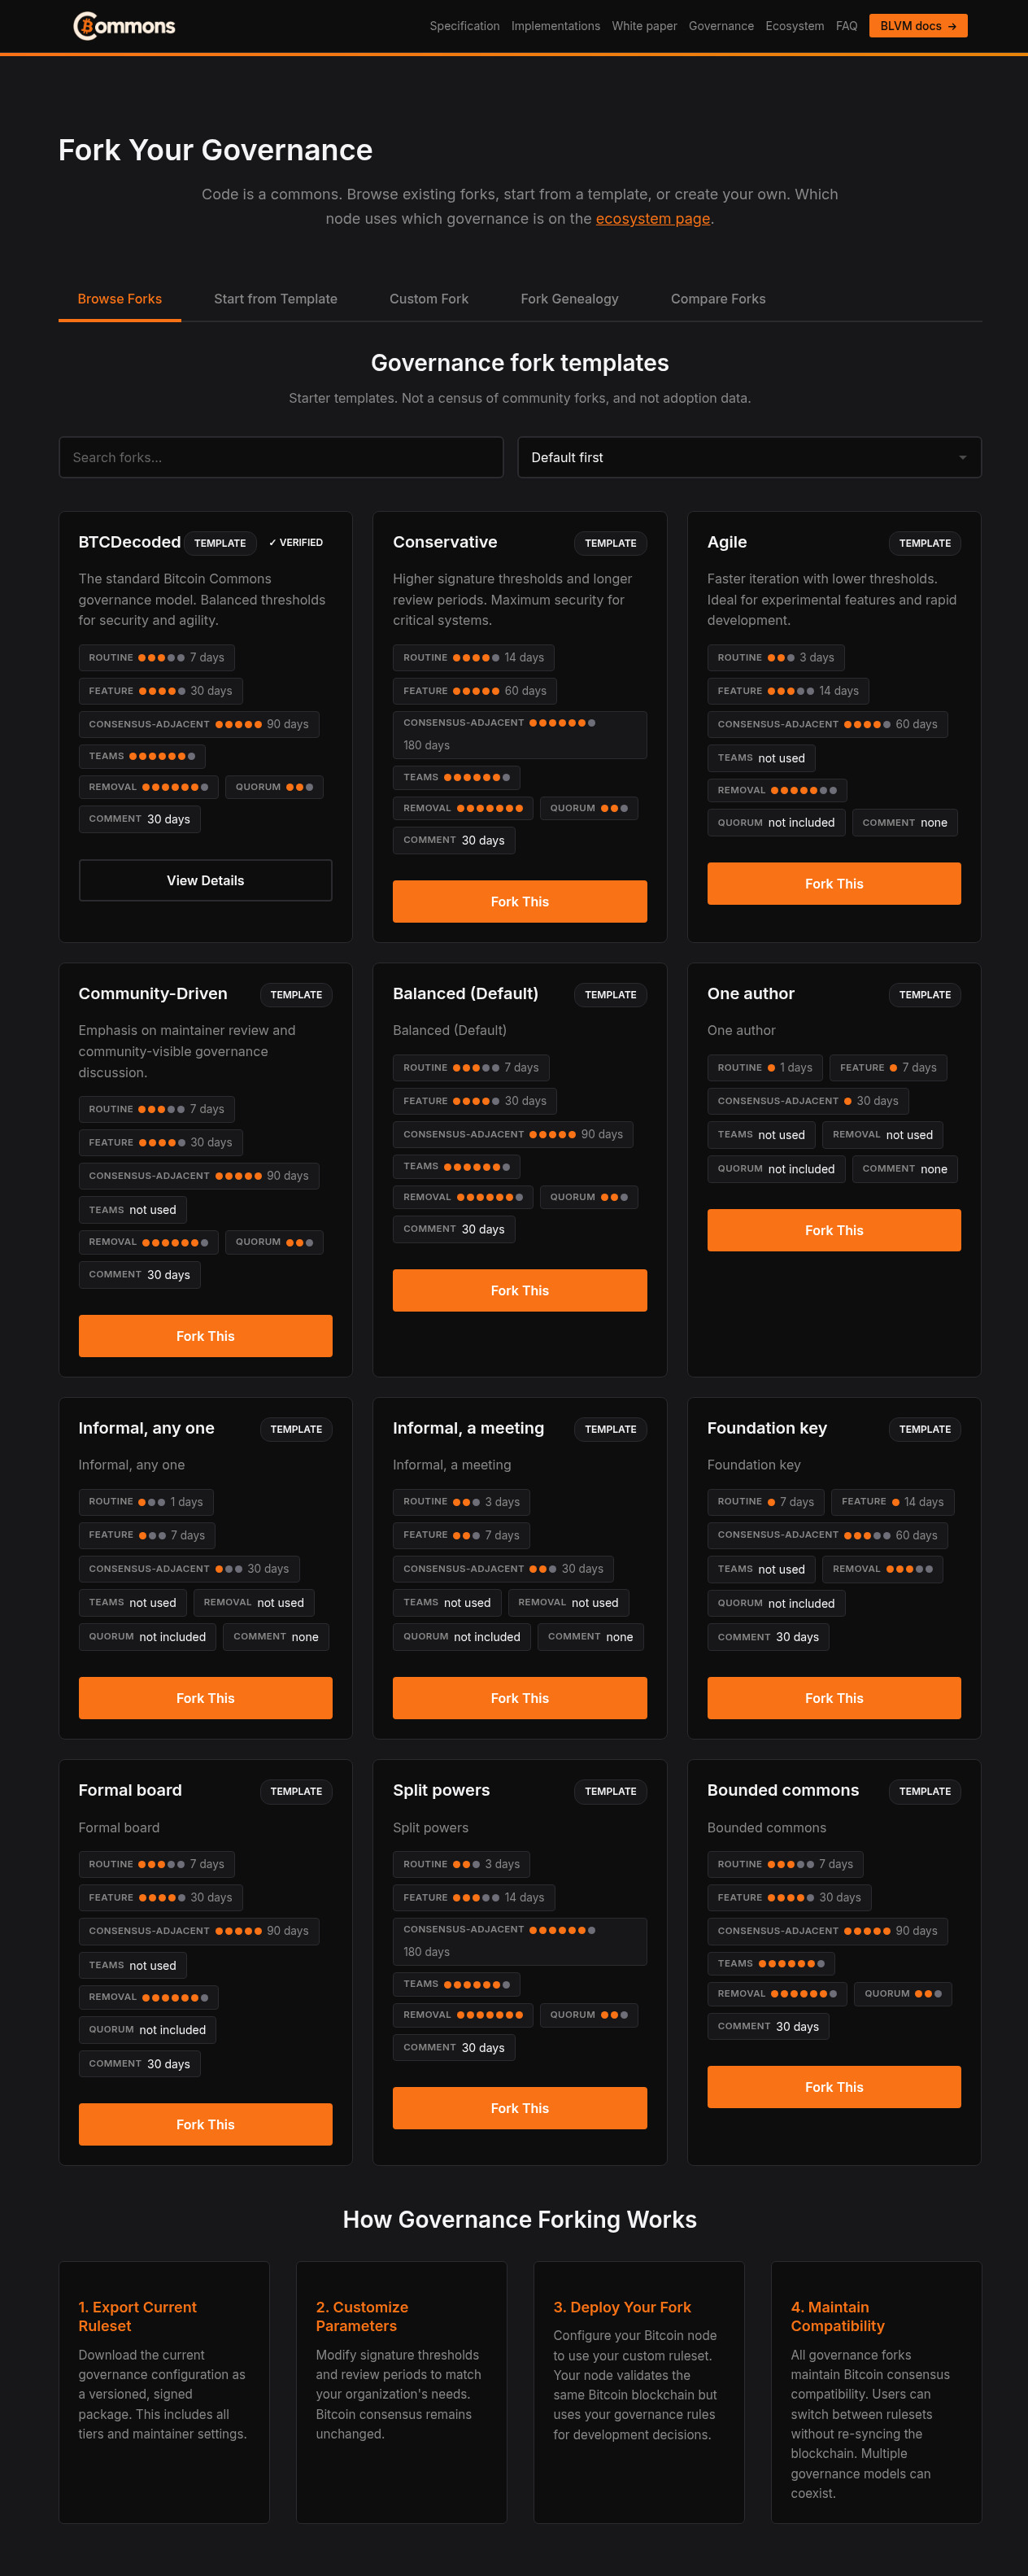 Commons
Specification Implementations White paper Governance Ecosystem FAQ BLVM docs →
Fork Your Governance
Code is a commons. Browse existing forks, start from a template, or create your own. Which
node uses which governance is on the ecosystem page.
Browse Forks Start from Template Custom Fork Fork Genealogy Compare Forks
Governance fork templates
Starter templates. Not a census of community forks, and not adoption data.
Search forks...
Default first
BTCDecoded TEMPLATE ✓ VERIFIED
The standard Bitcoin Commons
governance model. Balanced thresholds
for security and agility.
ROUTINE 7 days
FEATURE 30 days
CONSENSUS-ADJACENT 90 days
TEAMS
REMOVAL QUORUM
COMMENT 30 days
View Details
Conservative TEMPLATE
Higher signature thresholds and longer
review periods. Maximum security for
critical systems.
ROUTINE 14 days
FEATURE 60 days
CONSENSUS-ADJACENT
180 days
TEAMS
REMOVAL QUORUM
COMMENT 30 days
Fork This
Agile TEMPLATE
Faster iteration with lower thresholds.
Ideal for experimental features and rapid
development.
ROUTINE 3 days
FEATURE 14 days
CONSENSUS-ADJACENT 60 days
TEAMS not used
REMOVAL
QUORUM not included COMMENT none
Fork This
Community-Driven TEMPLATE
Emphasis on maintainer review and
community-visible governance
discussion.
ROUTINE 7 days
FEATURE 30 days
CONSENSUS-ADJACENT 90 days
TEAMS not used
REMOVAL QUORUM
COMMENT 30 days
Fork This
Balanced (Default) TEMPLATE
Balanced (Default)
ROUTINE 7 days
FEATURE 30 days
CONSENSUS-ADJACENT 90 days
TEAMS
REMOVAL QUORUM
COMMENT 30 days
Fork This
One author TEMPLATE
One author
ROUTINE 1 days FEATURE 7 days
CONSENSUS-ADJACENT 30 days
TEAMS not used REMOVAL not used
QUORUM not included COMMENT none
Fork This
Informal, any one TEMPLATE
Informal, any one
ROUTINE 1 days
FEATURE 7 days
CONSENSUS-ADJACENT 30 days
TEAMS not used REMOVAL not used
QUORUM not included COMMENT none
Fork This
Informal, a meeting TEMPLATE
Informal, a meeting
ROUTINE 3 days
FEATURE 7 days
CONSENSUS-ADJACENT 30 days
TEAMS not used REMOVAL not used
QUORUM not included COMMENT none
Fork This
Foundation key TEMPLATE
Foundation key
ROUTINE 7 days FEATURE 14 days
CONSENSUS-ADJACENT 60 days
TEAMS not used REMOVAL
QUORUM not included
COMMENT 30 days
Fork This
Formal board TEMPLATE
Formal board
ROUTINE 7 days
FEATURE 30 days
CONSENSUS-ADJACENT 90 days
TEAMS not used
REMOVAL
QUORUM not included
COMMENT 30 days
Fork This
Split powers TEMPLATE
Split powers
ROUTINE 3 days
FEATURE 14 days
CONSENSUS-ADJACENT
180 days
TEAMS
REMOVAL QUORUM
COMMENT 30 days
Fork This
Bounded commons TEMPLATE
Bounded commons
ROUTINE 7 days
FEATURE 30 days
CONSENSUS-ADJACENT 90 days
TEAMS
REMOVAL QUORUM
COMMENT 30 days
Fork This
How Governance Forking Works
1. Export Current
Ruleset
Download the current
governance configuration as
a versioned, signed
package. This includes all
tiers and maintainer settings.
2. Customize
Parameters
Modify signature thresholds
and review periods to match
your organization's needs.
Bitcoin consensus remains
unchanged.
3. Deploy Your Fork
Configure your Bitcoin node
to use your custom ruleset.
Your node validates the
same Bitcoin blockchain but
uses your governance rules
for development decisions.
4. Maintain
Compatibility
All governance forks
maintain Bitcoin consensus
compatibility. Users can
switch between rulesets
without re-syncing the
blockchain. Multiple
governance models can
coexist.